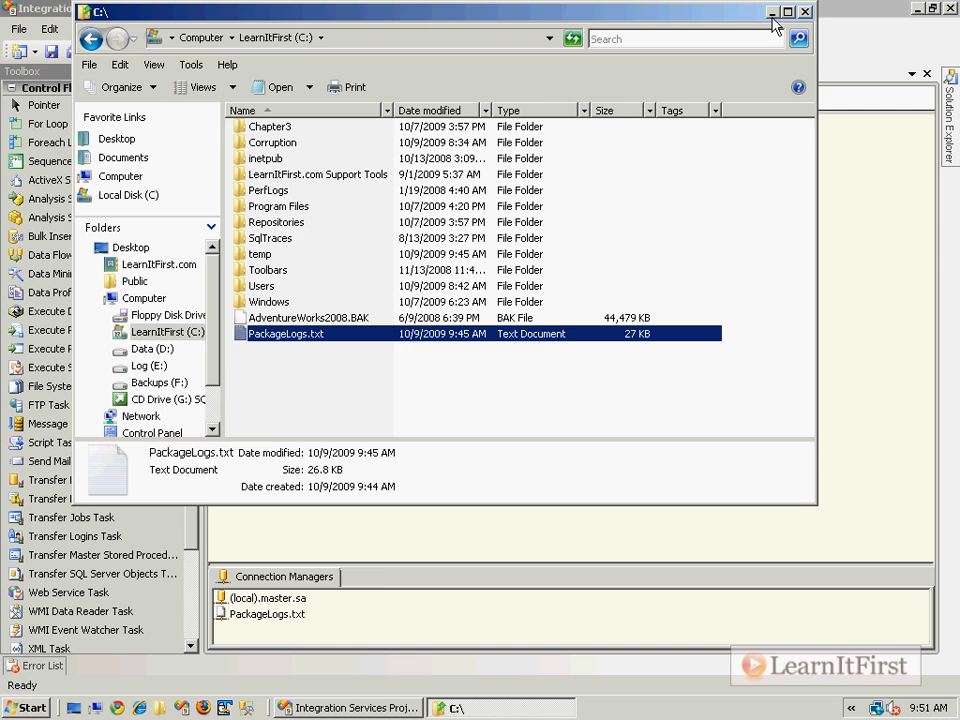 Integration
C:\
Computer
LearnItFirst (C:)
Search
File Edit
File Edit View Tools Help
Organize Views Open Print
Toolbox
Control Fl
Pointer
For Loop
Foreach L
Sequence
ActiveX S
Analysis S
Analysis S
Bulk Inser
Data Flow
Data Mini
Data Prof
Execute D
Execute P
Execute P
Execute S
File Syste
FTP Task
Message
Script Tas
Send Mail
Transfer
Transfer
Transfer Jobs Task
Transfer Logins Task
Transfer Master Stored Proced...
Transfer SQL Server Objects T...
Web Service Task
WMI Data Reader Task
WMI Event Watcher Task
XML Task
Error List
Ready
Favorite Links
Desktop
Documents
Computer
Local Disk (C)
Folders
Desktop
LearnItFirst.com
Public
Computer
Floppy Disk Drive
LearnItFirst (C:)
Data (D:)
Log (E:)
Backups (F:)
CD Drive (G:) SQ
Network
Control Panel
Name Date modified Type Size Tags
Chapter3 10/7/2009 3:57 PM File Folder
Corruption 10/9/2009 8:34 AM File Folder
inetpub 10/13/2008 3:09... File Folder
LearnItFirst.com Support Tools 9/1/2009 5:37 AM File Folder
PerfLogs 1/19/2008 4:40 AM File Folder
Program Files 10/7/2009 4:20 PM File Folder
Repositories 10/7/2009 3:57 PM File Folder
SqlTraces 8/13/2009 3:27 PM File Folder
temp 10/9/2009 9:45 AM File Folder
Toolbars 11/13/2008 11:4... File Folder
Users 10/9/2009 8:42 AM File Folder
Windows 10/7/2009 6:23 AM File Folder
AdventureWorks2008.BAK 6/9/2008 6:39 PM BAK File 44,479 KB
PackageLogs.txt 10/9/2009 9:45 AM Text Document 27 KB
PackageLogs.txt Date modified: 10/9/2009 9:45 AM
Text Document Size: 26.8 KB
Date created: 10/9/2009 9:44 AM
Solution Explorer
Connection Managers
(local).master.sa
PackageLogs.txt
LearnItFirst
Start
Integration Services Proj...
C:\
9:51 AM